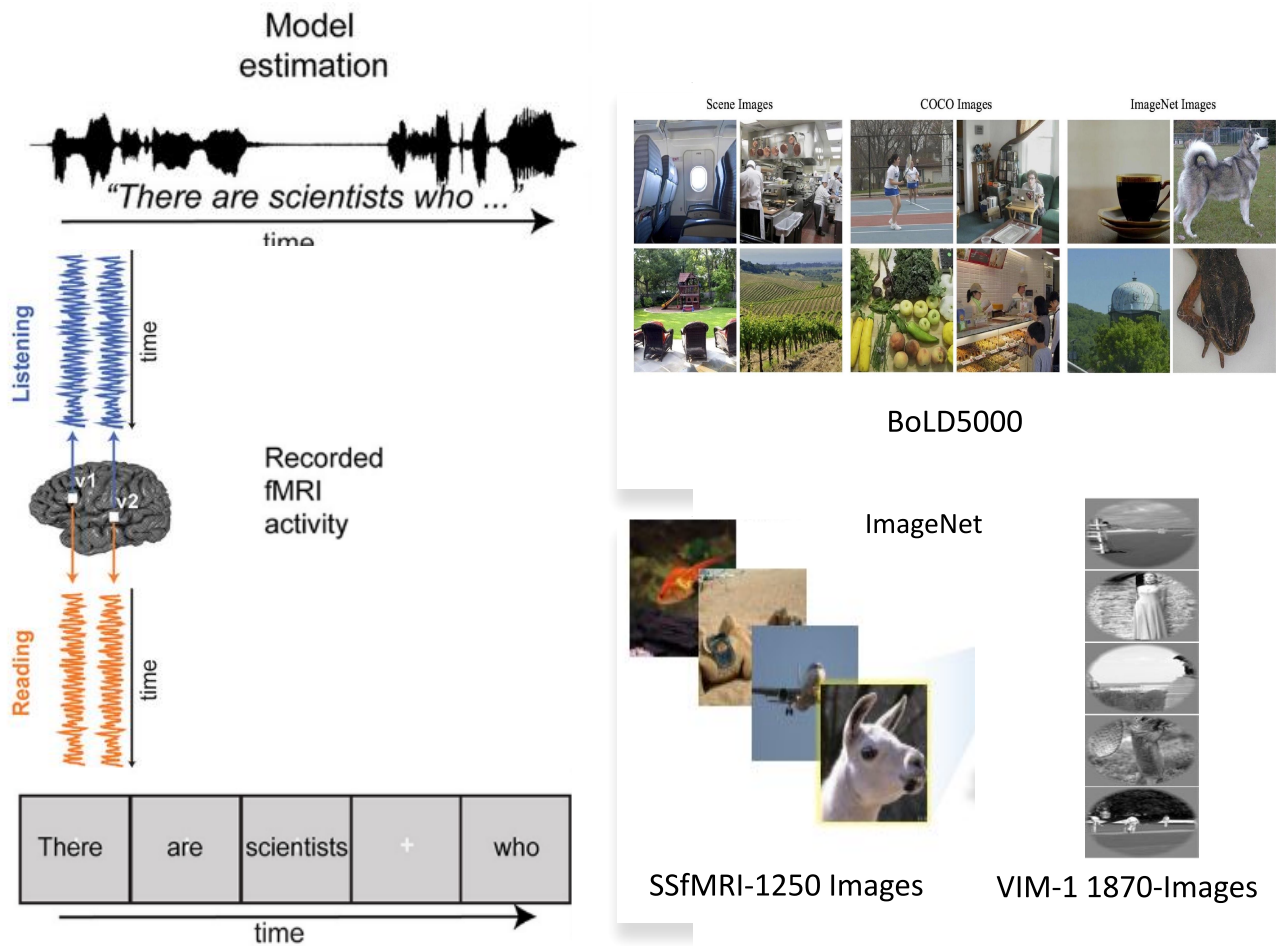 Model
estimation
“There are scientists who ...”
time
Listening
time
v1
v2
Recorded
fMRI
activity
Reading
time
There are scientists + who
time
Scene Images COCO Images ImageNet Images
BoLD5000
ImageNet
SSfMRI-1250 Images
VIM-1 1870-Images